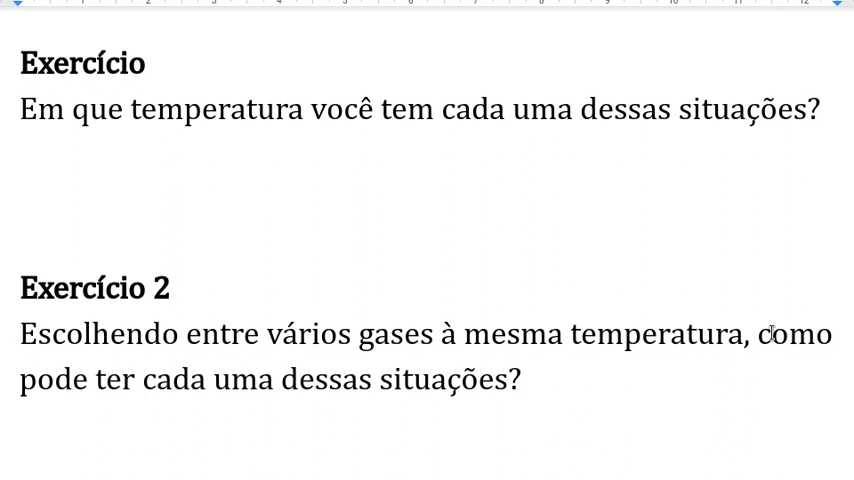 Exercício
Em que temperatura você tem cada uma dessas situações?
Exercício 2
Escolhendo entre vários gases à mesma temperatura, como
pode ter cada uma dessas situações?